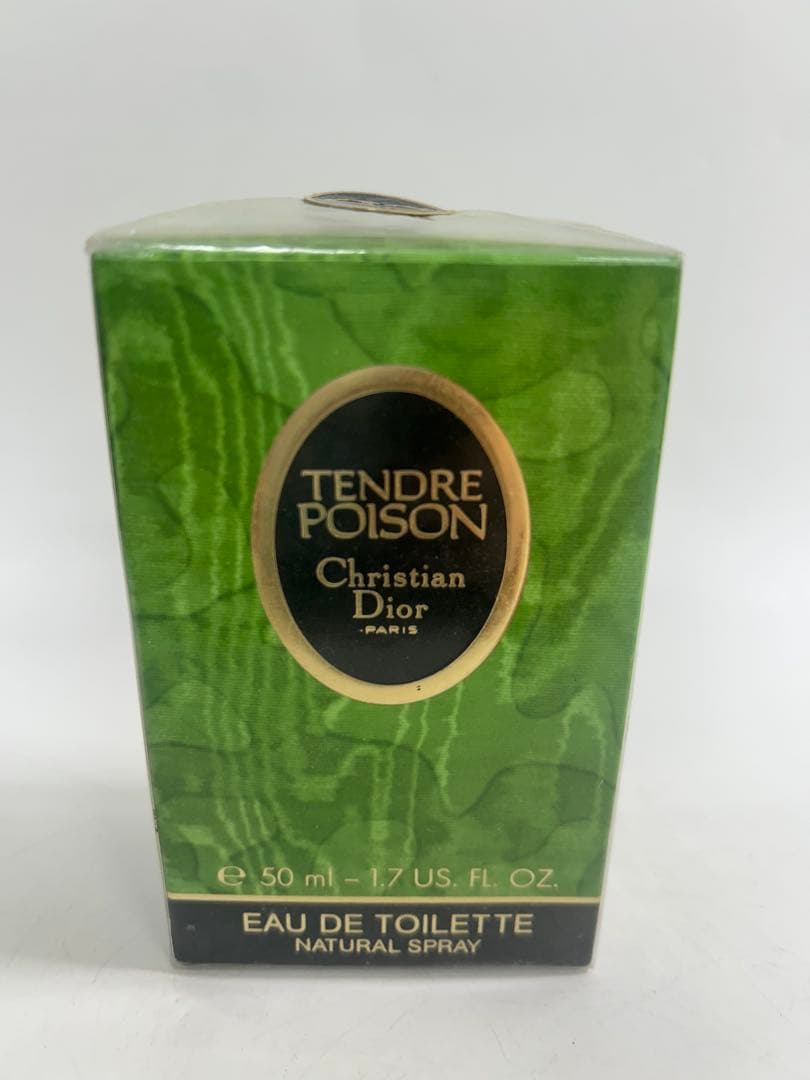 TENDRE
POISON
Christian
Dior
PARIS
e 50 ml – 1.7 US. FL. OZ.
EAU DE TOILETTE
NATURAL SPRAY